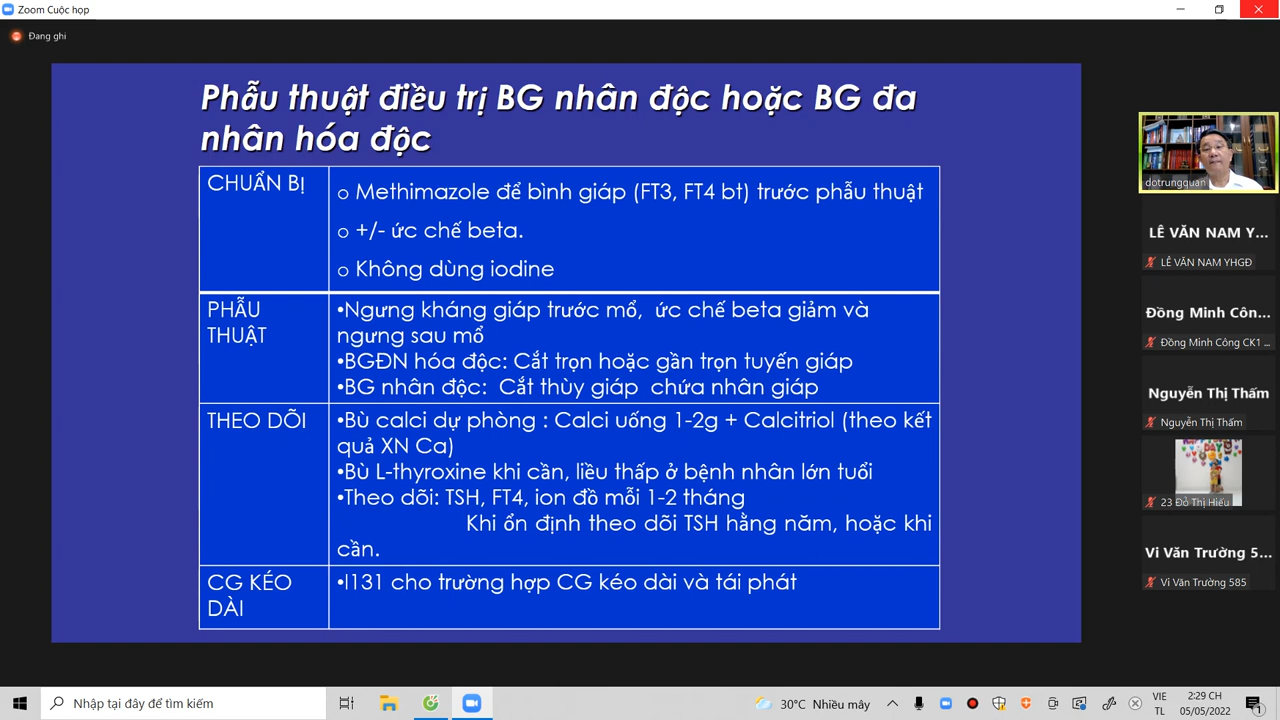 Zoom Cuộc họp
Đang ghi
Phẫu thuật điều trị BG nhân độc hoặc BG đa
nhân hóa độc
CHUẨN BỊ
o Methimazole để bình giáp (FT3, FT4 bt) trước phẫu thuật
o +/- ức chế beta.
o Không dùng iodine
PHẪU
THUẬT
•Ngưng kháng giáp trước mổ, ức chế beta giảm và
ngưng sau mổ
•BGĐN hóa độc: Cắt trọn hoặc gần trọn tuyến giáp
•BG nhân độc: Cắt thùy giáp chứa nhân giáp
THEO DÕI
•Bù calci dự phòng : Calci uống 1-2g + Calcitriol (theo kết
quả XN Ca)
•Bù L-thyroxine khi cần, liều thấp ở bệnh nhân lớn tuổi
•Theo dõi: TSH, FT4, ion đồ mỗi 1-2 tháng
Khi ổn định theo dõi TSH hằng năm, hoặc khi
cần.
CG KÉO
DÀI
•I131 cho trường hợp CG kéo dài và tái phát
dotrungquan
LÊ VĂN NAM Y...
LÊ VĂN NAM YHGĐ
Đồng Minh Côn...
Đồng Minh Công CK1 ...
Nguyễn Thị Thấm
Nguyễn Thị Thấm
23 Đỗ Thị Hiếu
Vi Văn Trường 5...
Vi Văn Trường 585
Nhập tại đây để tìm kiếm
30°C Nhiều mây
VIE
TL
2:29 CH
05/05/2022
1